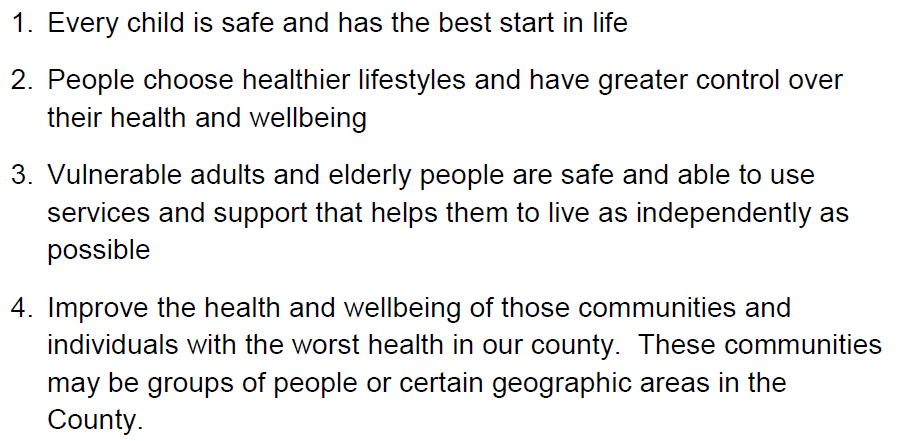 1. Every child is safe and has the best start in life
2. People choose healthier lifestyles and have greater control over
their health and wellbeing
3. Vulnerable adults and elderly people are safe and able to use
services and support that helps them to live as independently as
possible
4. Improve the health and wellbeing of those communities and
individuals with the worst health in our county.  These communities
may be groups of people or certain geographic areas in the
County.